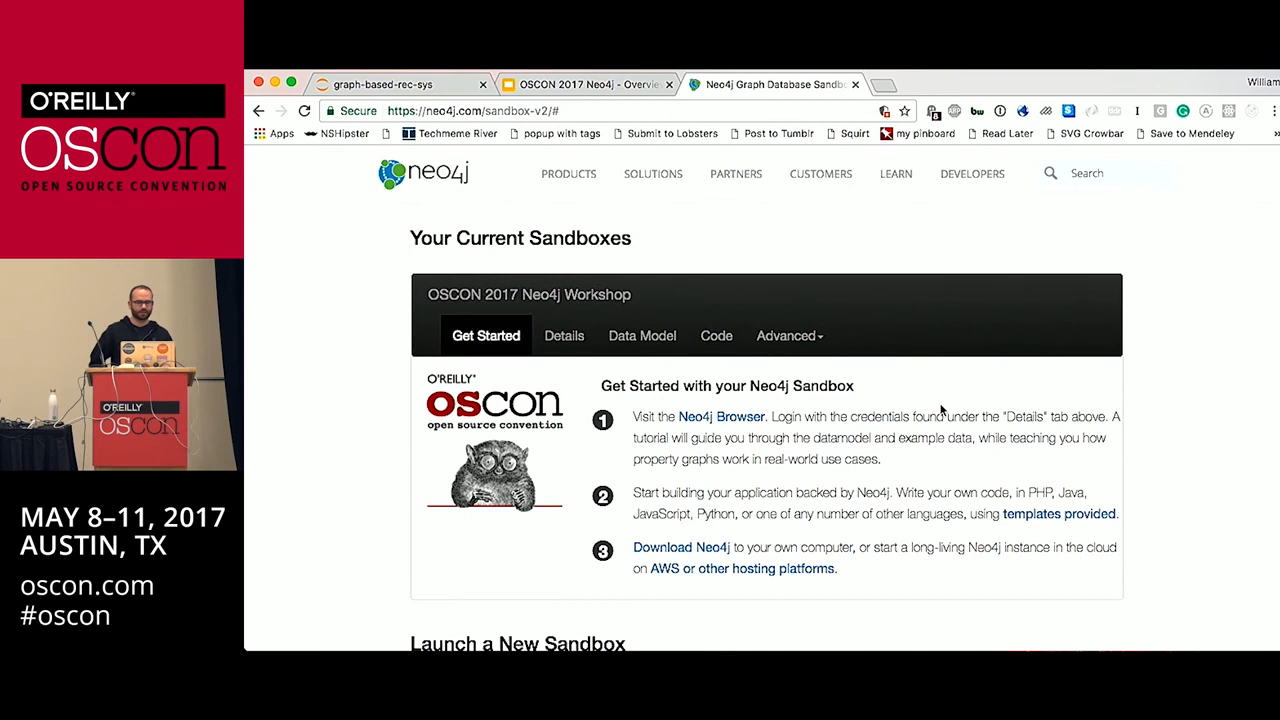 O'REILLY®
OSCON
OPEN SOURCE CONVENTION
O'REILLY
OSCON
MAY 8–11, 2017
AUSTIN, TX
oscon.com
#oscon
graph-based-rec-sys
OSCON 2017 Neo4j - Overvie
Neo4j Graph Database Sandb
William
Secure
https://neo4j.com/sandbox-v2/#
Apps
NSHipster
Techmeme River
popup with tags
Submit to Lobsters
Post to Tumblr
Squirt
my pinboard
Read Later
SVG Crowbar
Save to Mendeley
neo4j
PRODUCTS
SOLUTIONS
PARTNERS
CUSTOMERS
LEARN
DEVELOPERS
Search
Your Current Sandboxes
OSCON 2017 Neo4j Workshop
Get Started
Details
Data Model
Code
Advanced
O'REILLY®
oscon
open source convention
Get Started with your Neo4j Sandbox
1
Visit the Neo4j Browser. Login with the credentials found under the "Details" tab above. A
tutorial will guide you through the datamodel and example data, while teaching you how
property graphs work in real-world use cases.
2
Start building your application backed by Neo4j. Write your own code, in PHP, Java,
JavaScript, Python, or one of any number of other languages, using templates provided.
3
Download Neo4j to your own computer, or start a long-living Neo4j instance in the cloud
on AWS or other hosting platforms.
Launch a New Sandbox